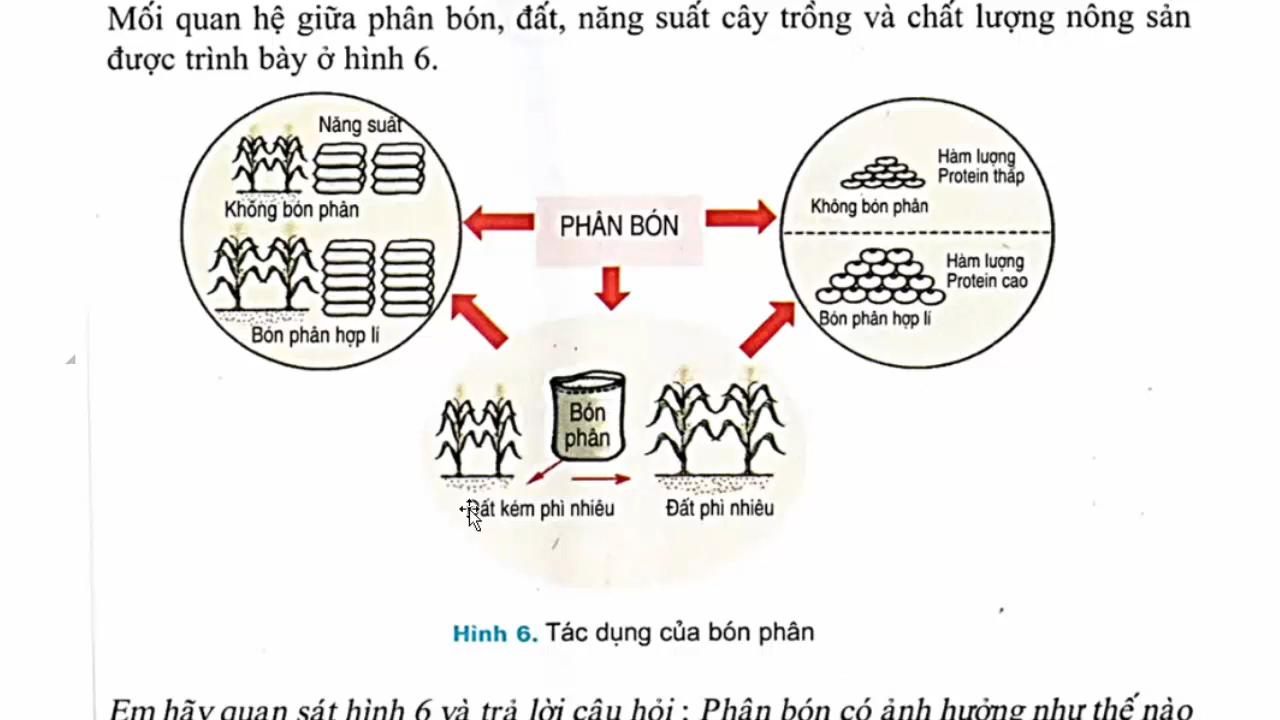 Mối quan hệ giữa phân bón, đất, năng suất cây trồng và chất lượng nông sản
được trình bày ở hình 6.
Năng suất
Không bón phân
Bón phân hợp lí
PHÂN BÓN
Hàm lượng
Protein thấp
Không bón phân
Hàm lượng
Protein cao
Bón phân hợp lí
Bón
phân
Đất kém phì nhiêu
Đất phì nhiêu
Hình 6. Tác dụng của bón phân
Em hãy quan sát hình 6 và trả lời câu hỏi : Phân bón có ảnh hưởng như thế nào